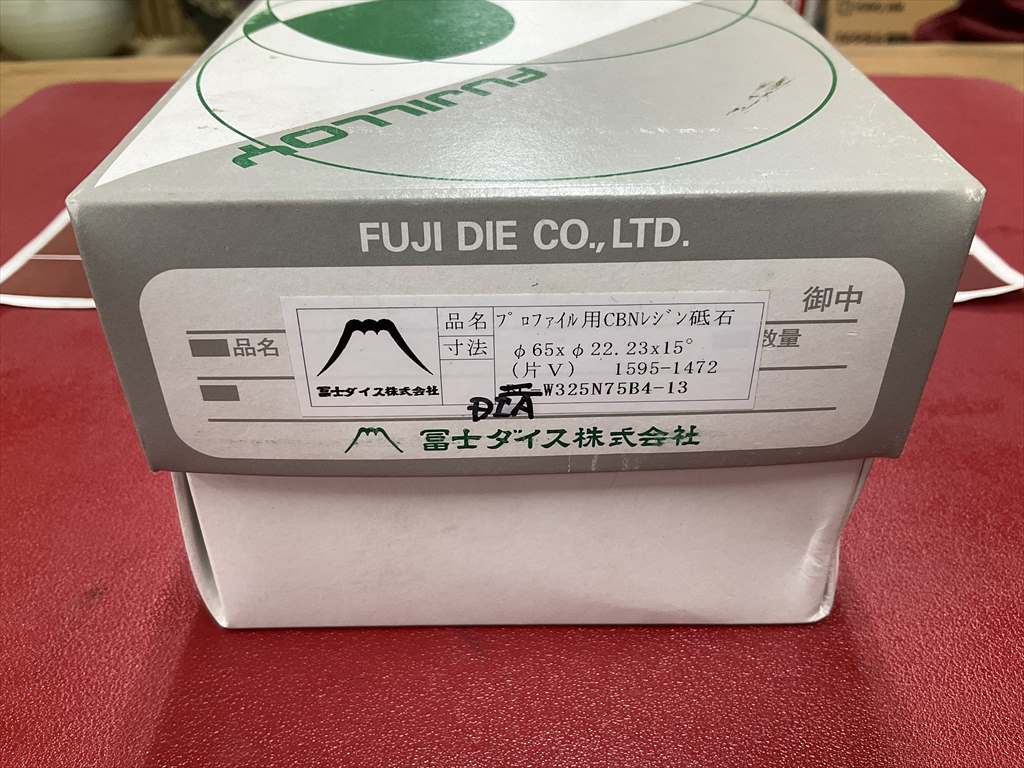 FUJILLOY
FUJI DIE CO., LTD.
御中
品名
数量
品名 プロファイル用CBNレジン砥石
寸法 φ65xφ22.23x15°
(片V) 1595-1472
-W325N75B4-13
DIA
冨士ダイス株式会社
冨士ダイス株式会社